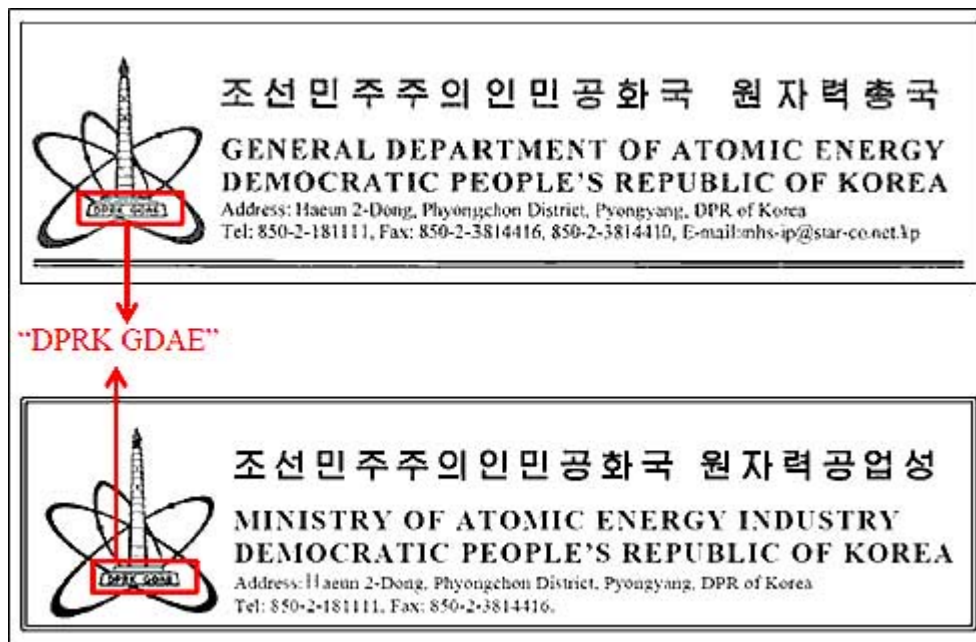 조선민주주의인민공화국 원자력총국
GENERAL DEPARTMENT OF ATOMIC ENERGY
DEMOCRATIC PEOPLE'S REPUBLIC OF KOREA
Address: Haeun 2-Dong, Phyongchon District, Pyongyang, DPR of Korea
Tel: 850-2-181111, Fax: 850-2-3814416, 850-2-3814410, E-mail:mhs-ip@star-co.net.kp
DPRK GDAE
“DPRK GDAE”
조선민주주의인민공화국 원자력공업성
MINISTRY OF ATOMIC ENERGY INDUSTRY
DEMOCRATIC PEOPLE'S REPUBLIC OF KOREA
Address: Haeun 2-Dong, Phyongchon District, Pyongyang, DPR of Korea
Tel: 850-2-181111, Fax: 850-2-3814416.
DPRK GDAE